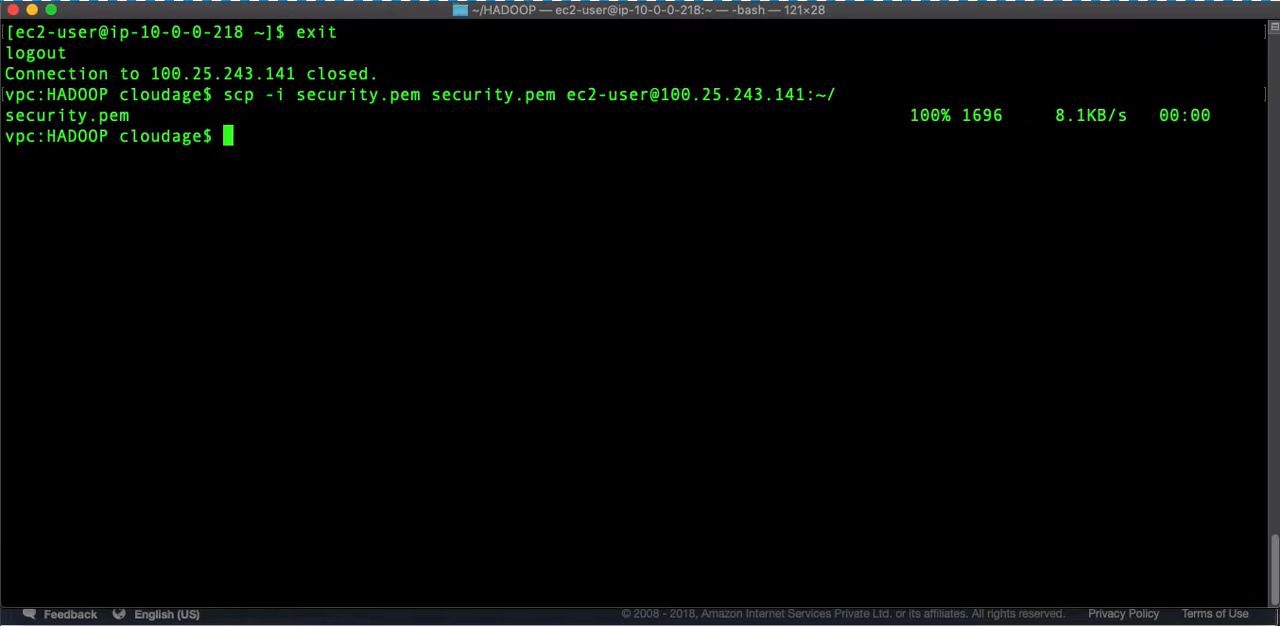 ~/HADOOP — ec2-user@ip-10-0-0-218:~ — -bash — 121×28
[[ec2-user@ip-10-0-0-218 ~]$ exit
logout
Connection to 100.25.243.141 closed.
[vpc:HADOOP cloudage$ scp -i security.pem security.pem ec2-user@100.25.243.141:~/
security.pem 100% 1696 8.1KB/s 00:00
vpc:HADOOP cloudage$
Feedback English (US) © 2008 - 2018, Amazon Internet Services Private Ltd. or its affiliates. All rights reserved. Privacy Policy Terms of Use